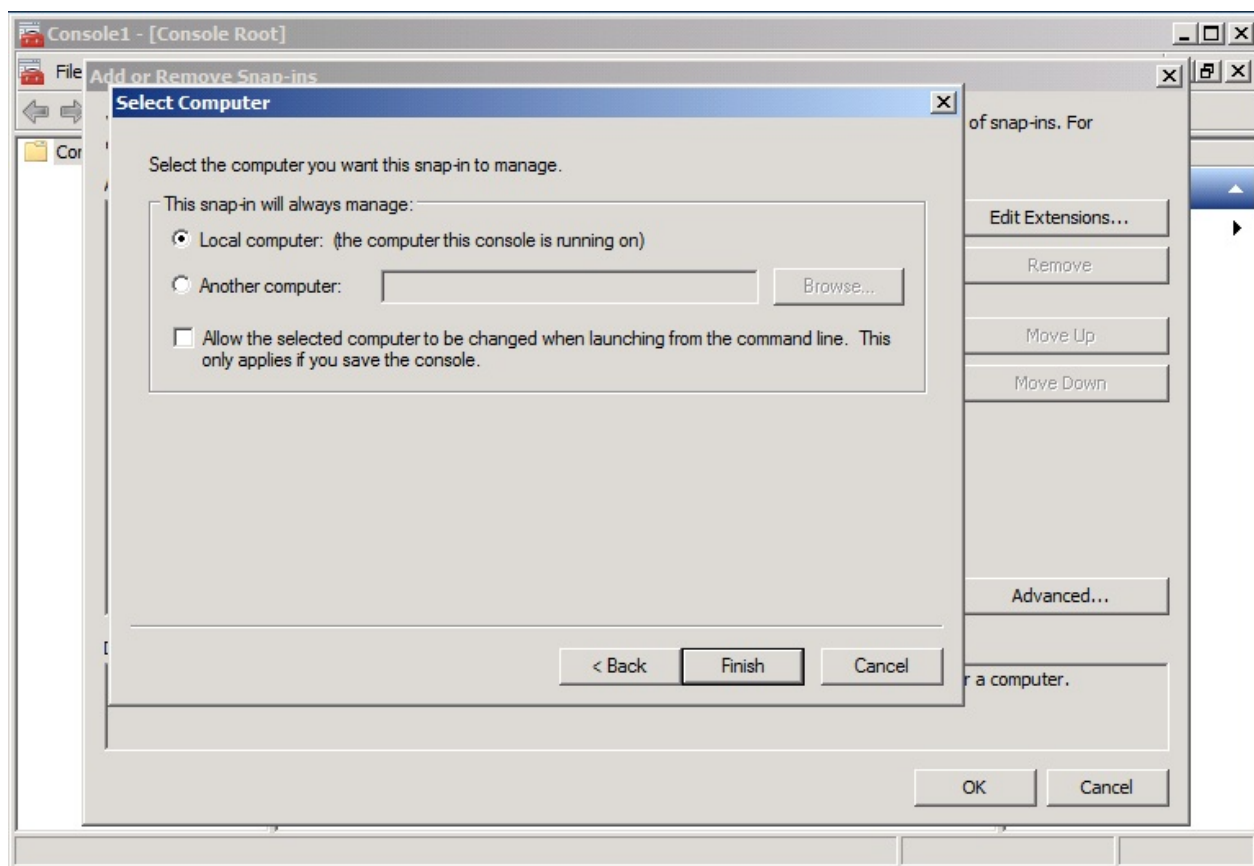 Console1 - [Console Root]
File
Add or Remove Snap-ins
Select Computer
of snap-ins. For
Select the computer you want this snap-in to manage.
This snap-in will always manage:
Local computer: (the computer this console is running on)
Another computer:
Browse...
Allow the selected computer to be changed when launching from the command line. This
only applies if you save the console.
Edit Extensions...
Remove
Move Up
Move Down
Advanced...
< Back
Finish
Cancel
r a computer.
OK
Cancel